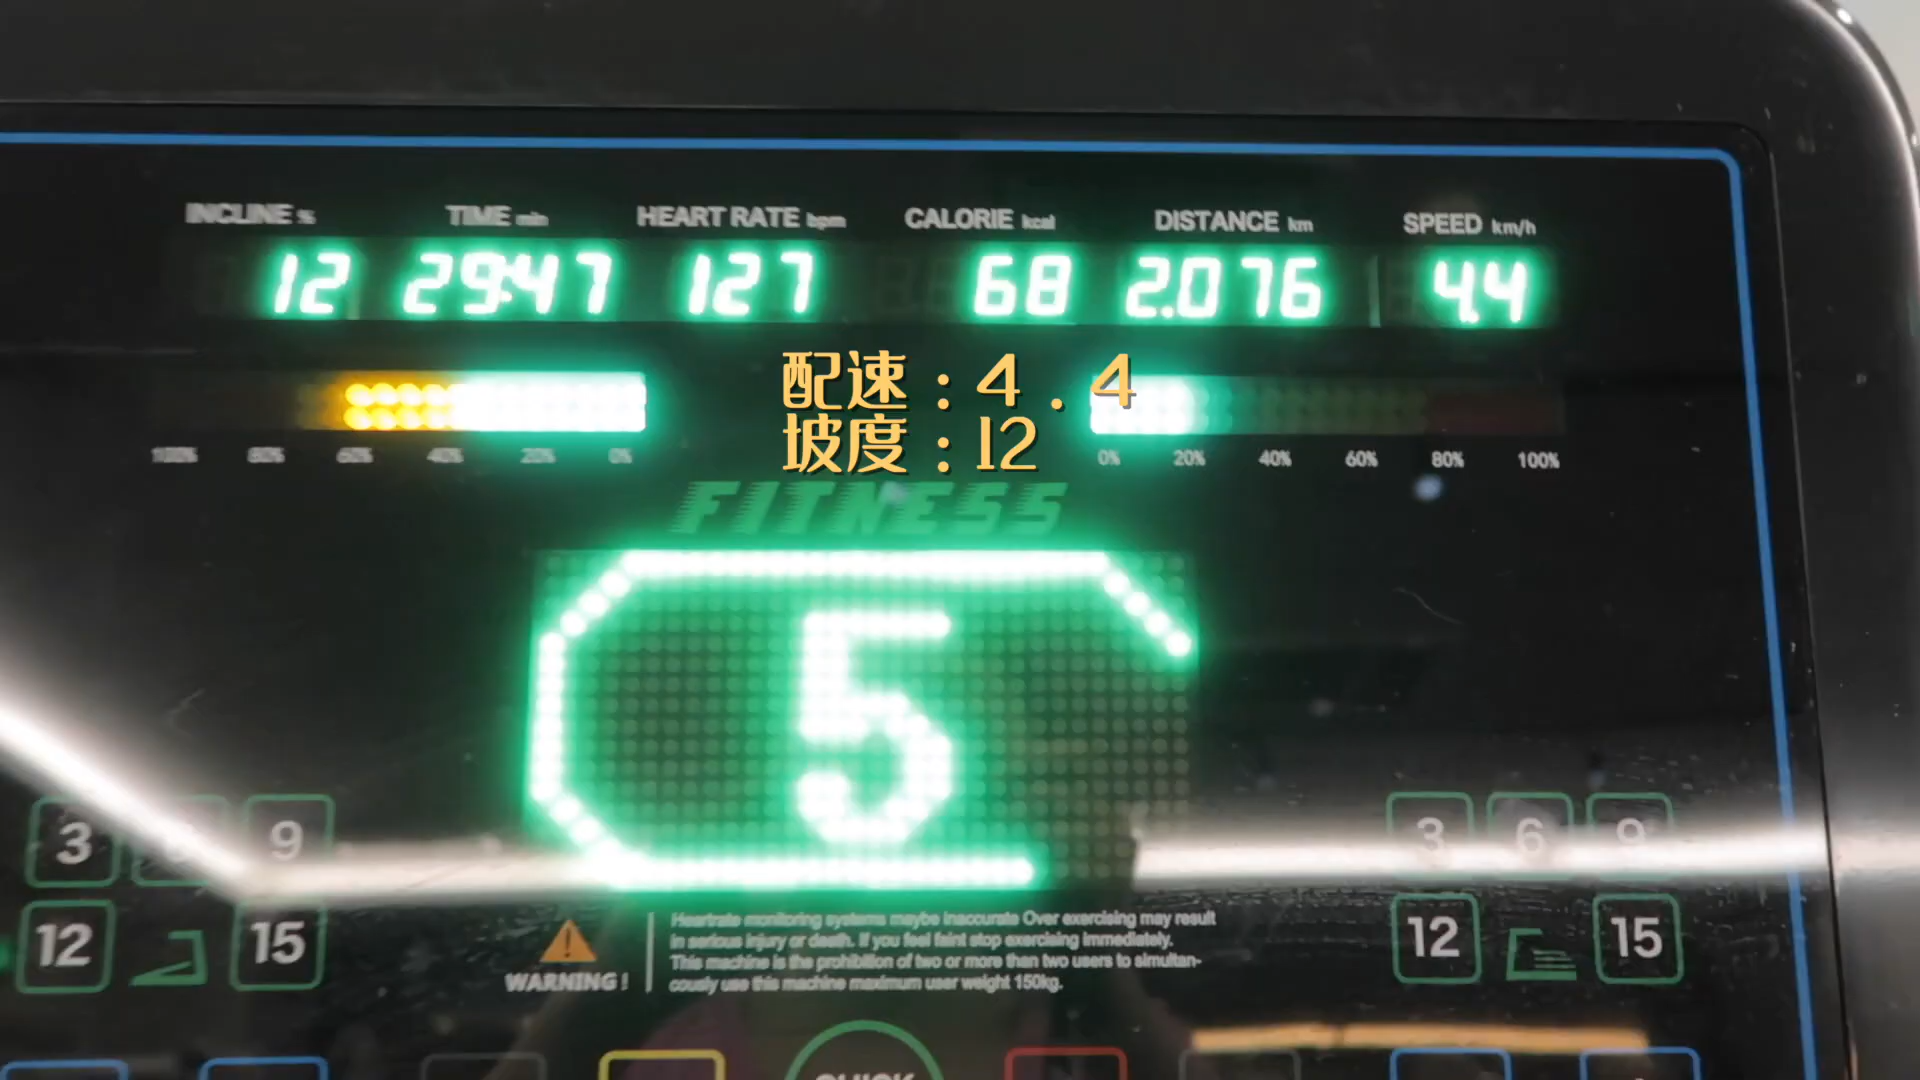 INCLINE % TIME min HEART RATE bpm CALORIE kcal DISTANCE km SPEED km/h
12 29:47 127 68 2.076 4.4
配速：4.4
坡度：12
100% 80% 60% 40% 20% 0%
0% 20% 40% 60% 80% 100%
FITNESS
5
3 9
3 6 9
12 15
12 15
WARNING!
Heartrate monitoring systems maybe inaccurate Over exercising may result
in serious injury or death. If you feel faint stop exercising immediately.
This machine is the prohibition of two or more than two users to simultan-
eously use this machine maximum user weight 150kg.
QUICK